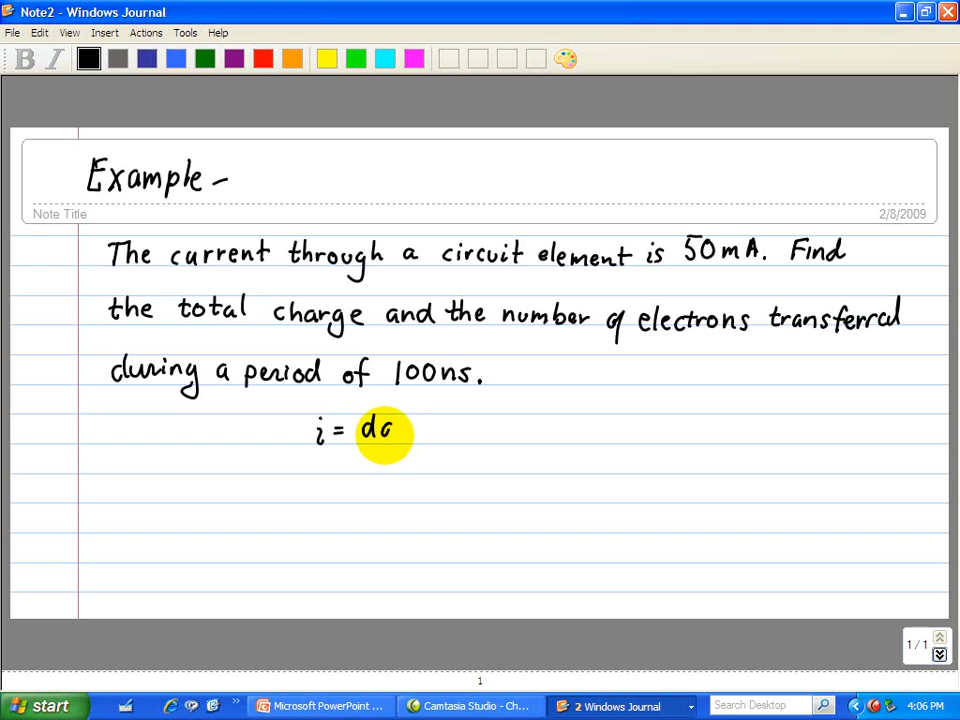 Note2 - Windows Journal
File Edit View Insert Actions Tools Help
B I
Example -
Note Title
2/8/2009
The current through a circuit element is 50mA. Find
the total charge and the number of electrons transferral
during a period of 100ns.
i = da
1 / 1
1
start
Microsoft PowerPoint ...
Camtasia Studio - Ch...
2 Windows Journal
Search Desktop
4:06 PM